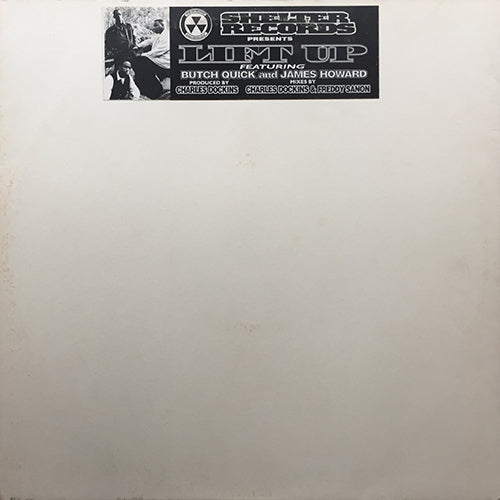 SHELTER
RECORDS
PRESENTS
LIFT UP
FEATURING
BUTCH QUICK and JAMES HOWARD
PRODUCED BY MIXES BY
CHARLES DOCKINS CHARLES DOCKINS & FREDDY SANON